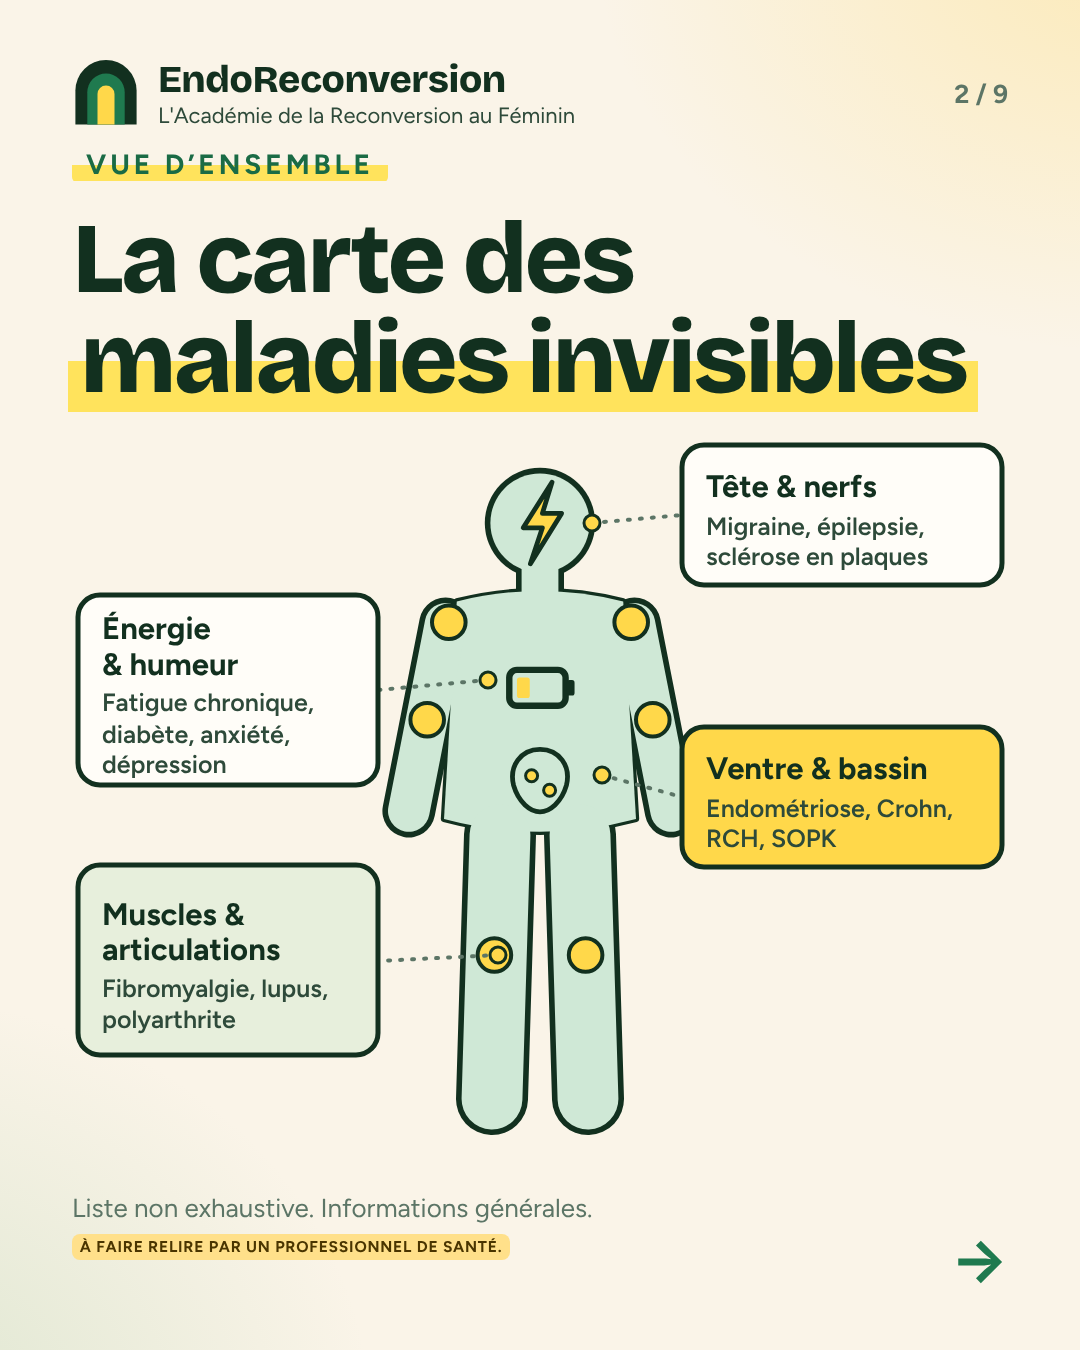 EndoReconversion
L'Académie de la Reconversion au Féminin
2 / 9
VUE D’ENSEMBLE
La carte des
maladies invisibles
Tête & nerfs
Migraine, épilepsie,
sclérose en plaques
Énergie
& humeur
Fatigue chronique,
diabète, anxiété,
dépression
Ventre & bassin
Endométriose, Crohn,
RCH, SOPK
Muscles &
articulations
Fibromyalgie, lupus,
polyarthrite
Liste non exhaustive. Informations générales.
À FAIRE RELIRE PAR UN PROFESSIONNEL DE SANTÉ.